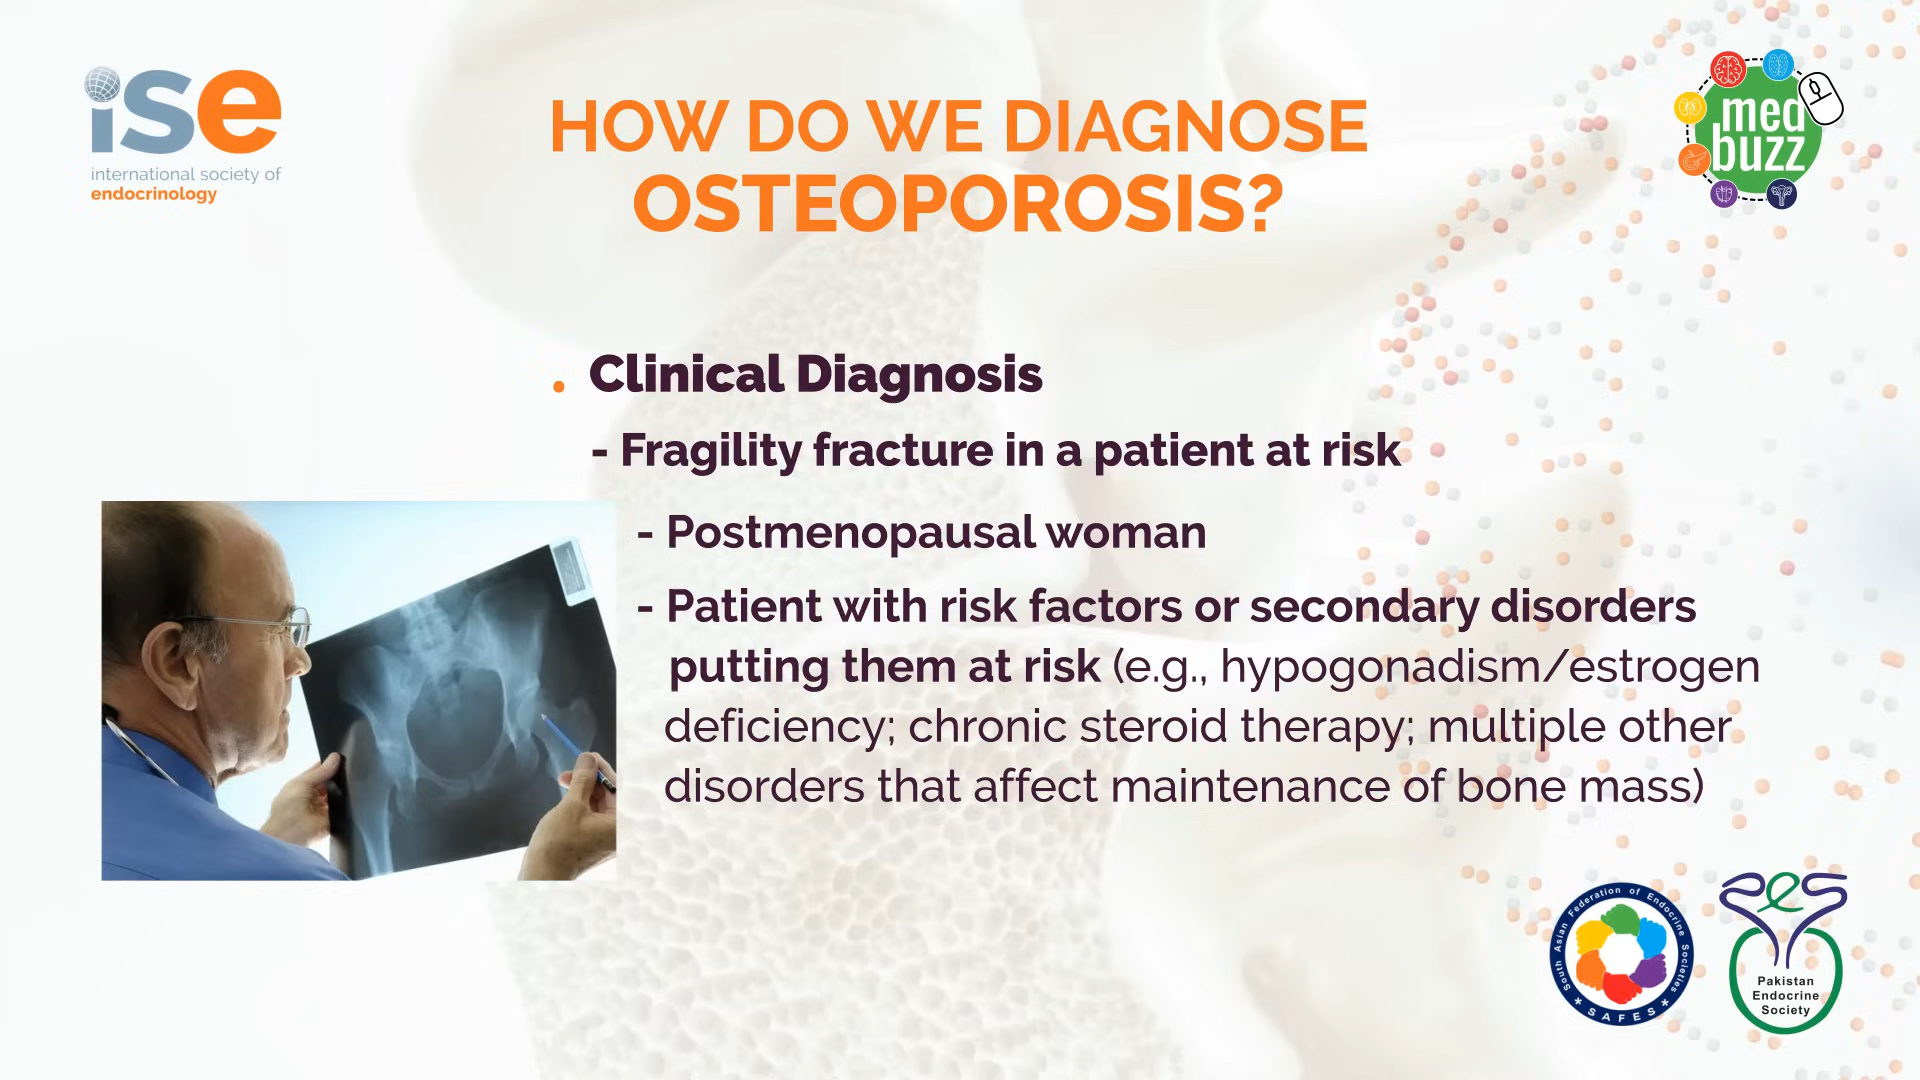 ise
international society of
endocrinology
HOW DO WE DIAGNOSE
OSTEOPOROSIS?
med
buzz
. Clinical Diagnosis
- Fragility fracture in a patient at risk
- Postmenopausal woman
- Patient with risk factors or secondary disorders
putting them at risk (e.g., hypogonadism/estrogen
deficiency; chronic steroid therapy; multiple other
disorders that affect maintenance of bone mass)
South Asian Federation of Endocrine Societies
* SAFES *
PES
Pakistan
Endocrine
Society